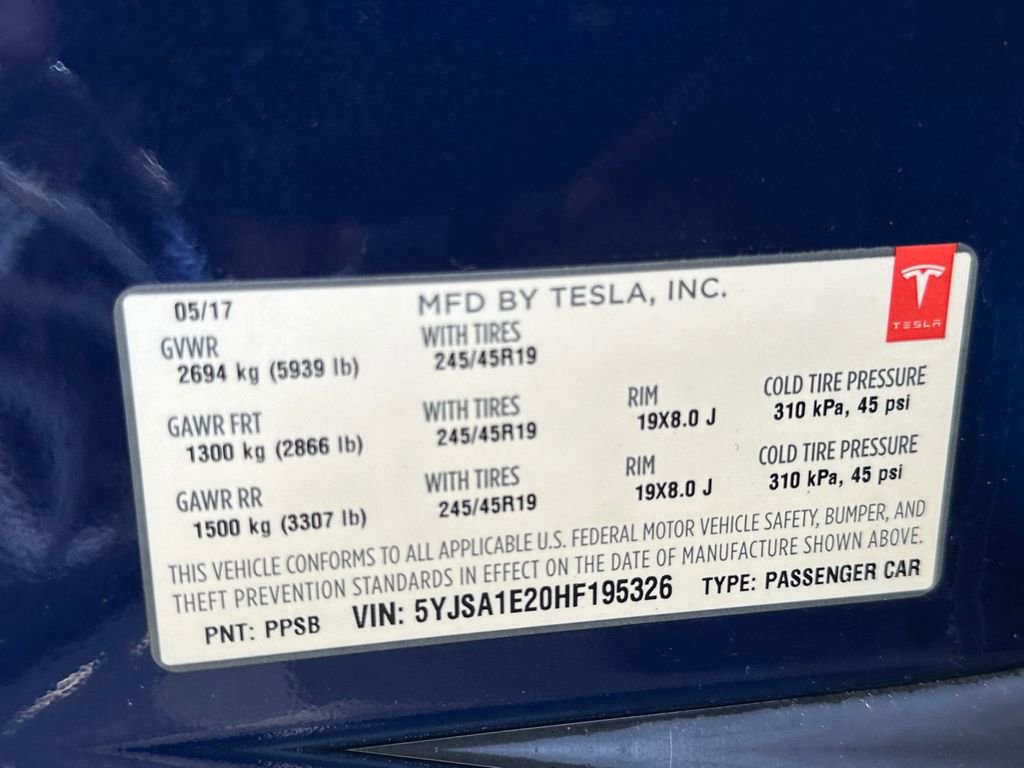 05/17 MFD BY TESLA, INC.
TESLA
GVWR WITH TIRES
2694 kg (5939 lb) 245/45R19
GAWR FRT WITH TIRES RIM COLD TIRE PRESSURE
1300 kg (2866 lb) 245/45R19 19X8.0 J 310 kPa, 45 psi
GAWR RR WITH TIRES RIM COLD TIRE PRESSURE
1500 kg (3307 lb) 245/45R19 19X8.0 J 310 kPa, 45 psi
THIS VEHICLE CONFORMS TO ALL APPLICABLE U.S. FEDERAL MOTOR VEHICLE SAFETY, BUMPER, AND
THEFT PREVENTION STANDARDS IN EFFECT ON THE DATE OF MANUFACTURE SHOWN ABOVE.
PNT: PPSB VIN: 5YJSA1E20HF195326 TYPE: PASSENGER CAR